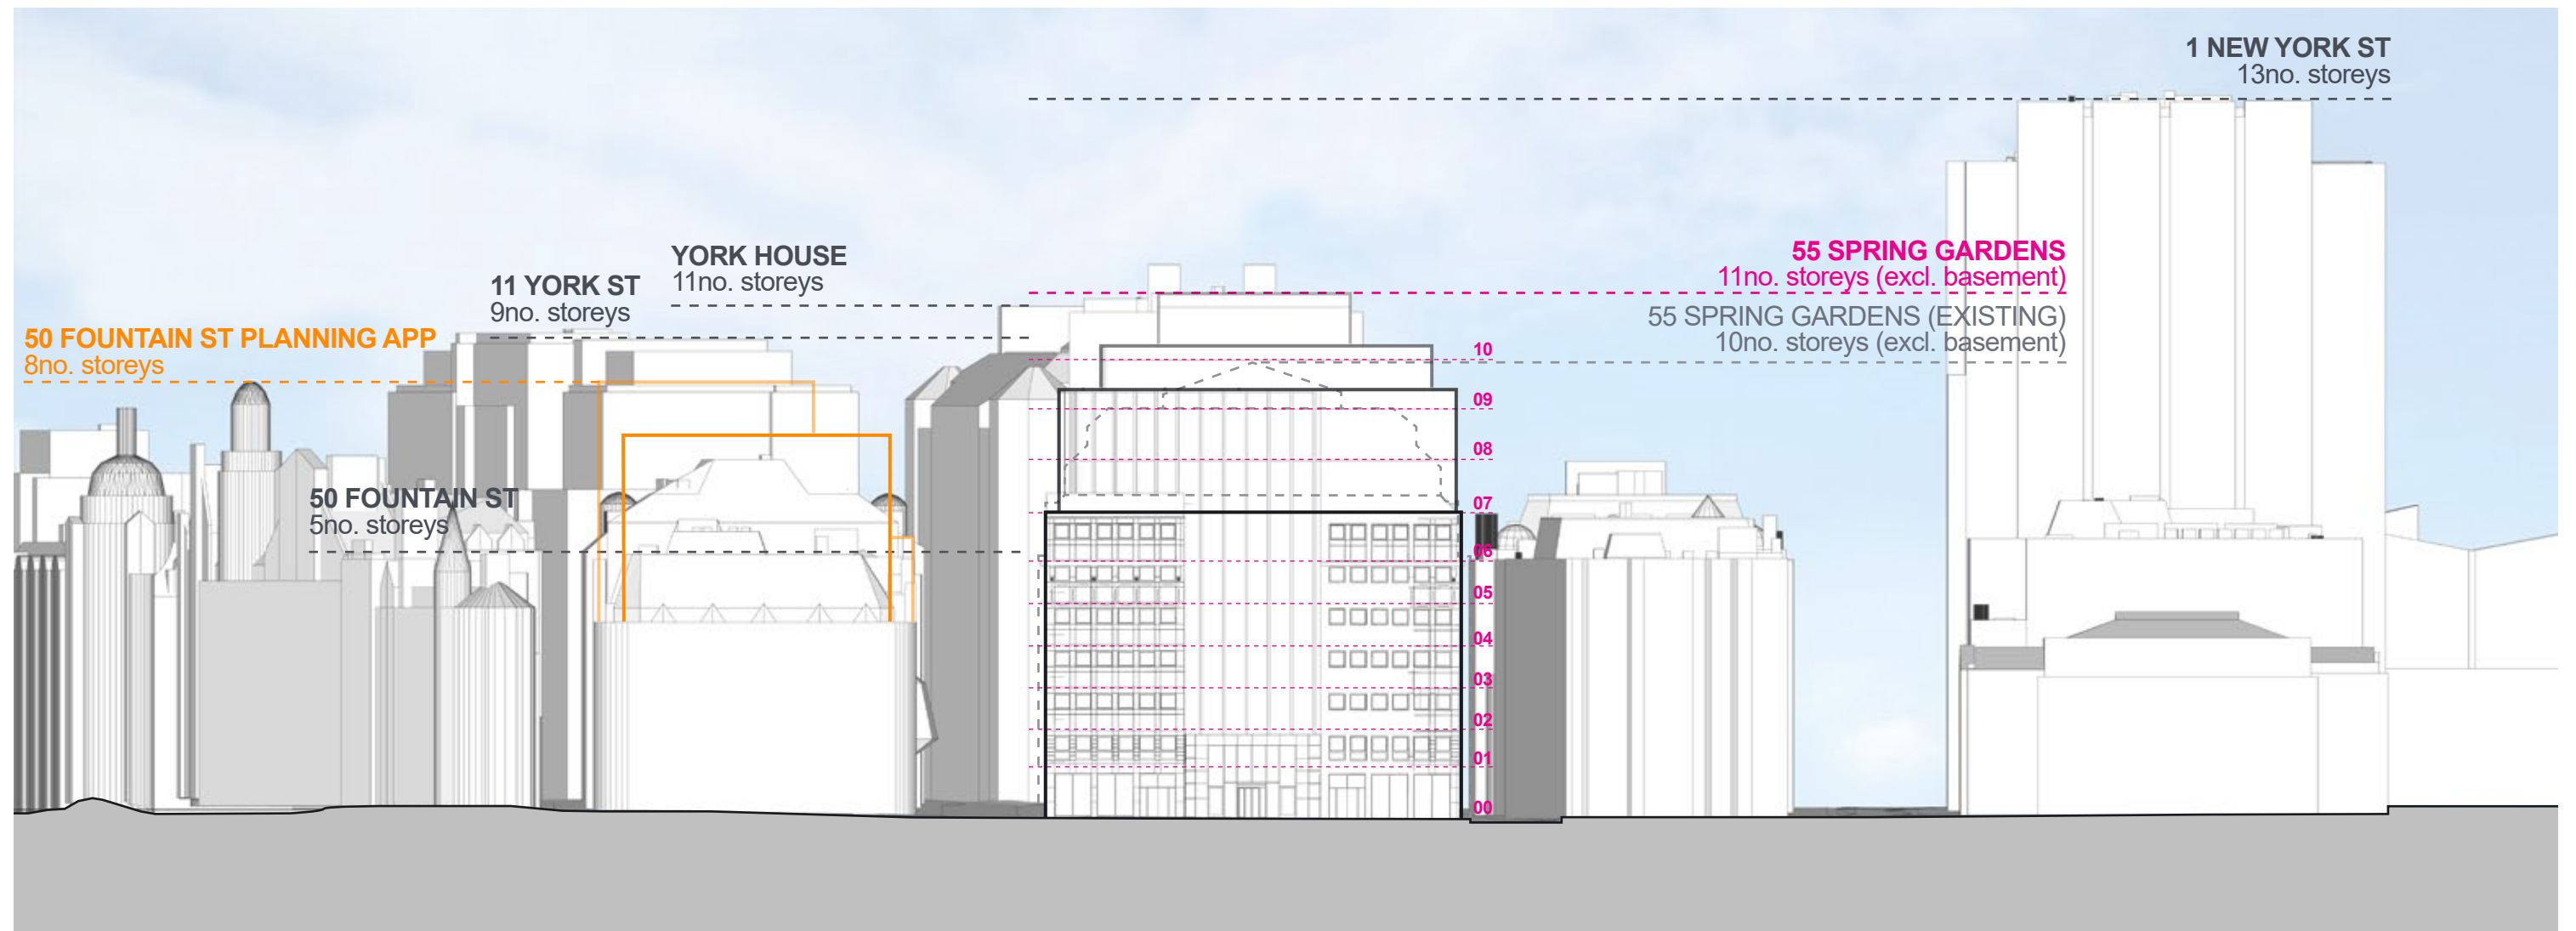 1 NEW YORK ST
13no. storeys
YORK HOUSE
11no. storeys
55 SPRING GARDENS
11no. storeys (excl. basement)
11 YORK ST
9no. storeys
55 SPRING GARDENS (EXISTING)
10no. storeys (excl. basement)
50 FOUNTAIN ST PLANNING APP
8no. storeys
50 FOUNTAIN ST
5no. storeys
10
09
08
07
06
05
04
03
02
01
00